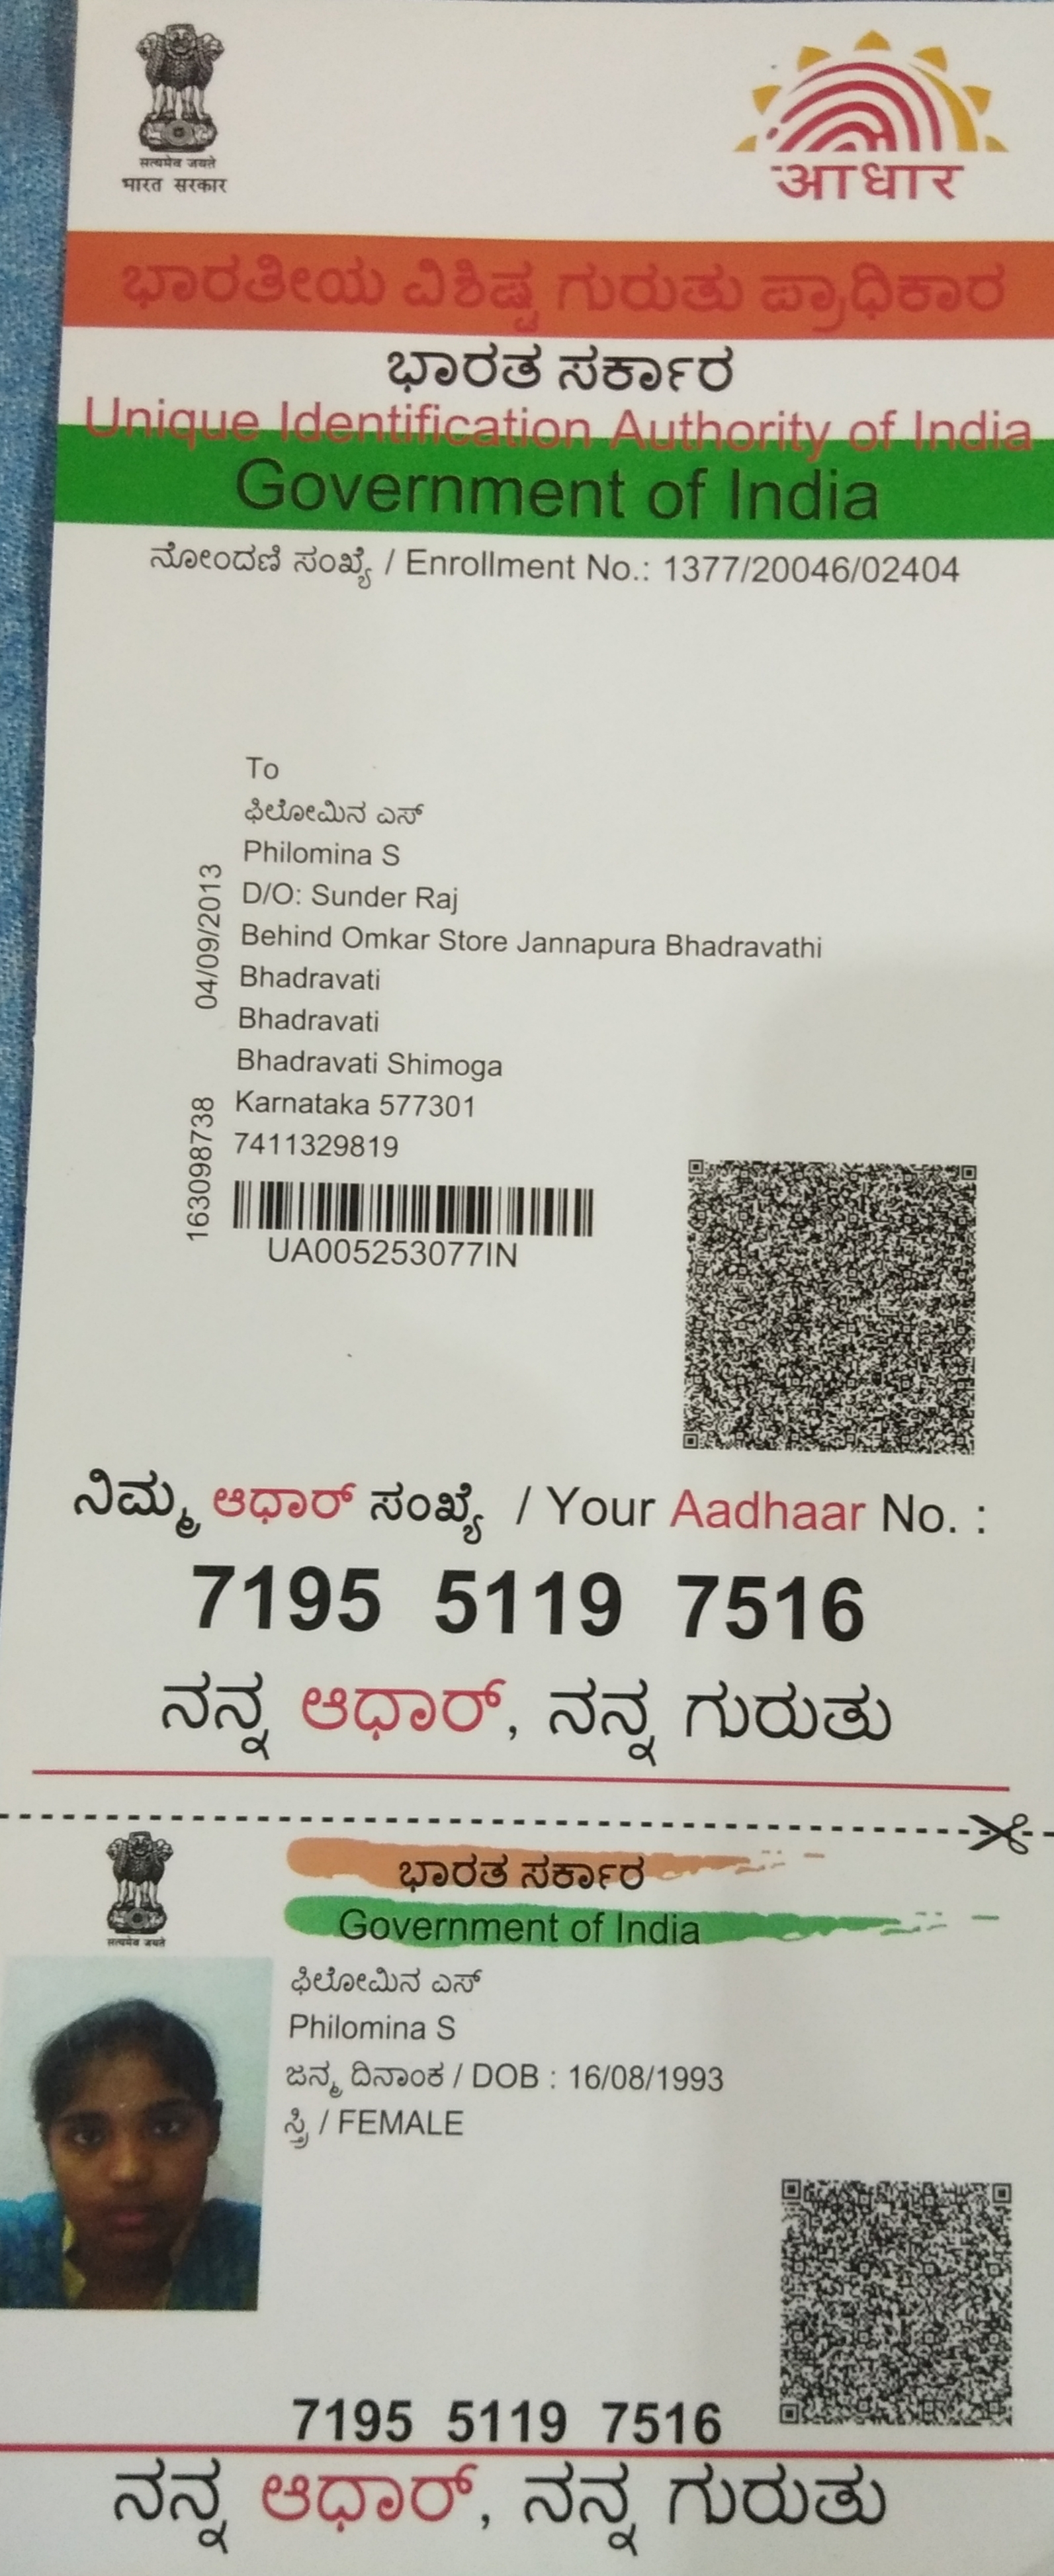 सत्यमेव जयते
भारत सरकार
आधार
ಭಾರತೀಯ ವಿಶಿಷ್ಟ ಗುರುತು ಪ್ರಾಧಿಕಾರ
ಭಾರತ ಸರ್ಕಾರ
Unique Identification Authority of India
Government of India
ನೋಂದಣಿ ಸಂಖ್ಯೆ / Enrollment No.: 1377/20046/02404
To
ಫಿಲೋಮಿನ ಎಸ್
Philomina S
D/O: Sunder Raj
Behind Omkar Store Jannapura Bhadravathi
Bhadravati
Bhadravati
Bhadravati Shimoga
Karnataka 577301
7411329819
04/09/2013
163098738
UA005253077IN
ನಿಮ್ಮ ಆಧಾರ್ ಸಂಖ್ಯೆ / Your Aadhaar No. :
7195 5119 7516
ನನ್ನ ಆಧಾರ್, ನನ್ನ ಗುರುತು
सत्यमेव जयते
ಭಾರತ ಸರ್ಕಾರ
Government of India
ಫಿಲೋಮಿನ ಎಸ್
Philomina S
ಜನ್ಮ ದಿನಾಂಕ / DOB : 16/08/1993
ಸ್ತ್ರೀ / FEMALE
7195 5119 7516
ನನ್ನ ಆಧಾರ್, ನನ್ನ ಗುರುತು